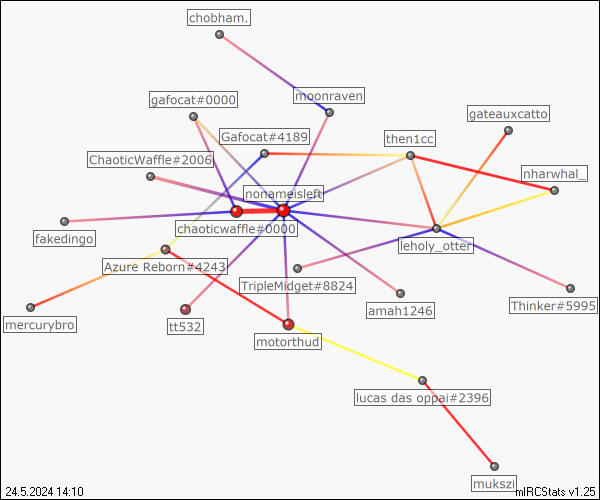 chobham.
moonraven
gafocat#0000
gateauxcatto
Gafocat#4189
then1cc
ChaoticWaffle#2006
nharwhal_
nonameisleft
chaoticwaffle#0000
fakedingo
ieholy_otter
Azure Reborn#4243
TripleMidget#8824
Thinker#5995
amah1246
mercurybro
tt532
motorthud
lucas das oppai#2396
mukszi
24.5.2024 14:10
mIRCStats v1.25